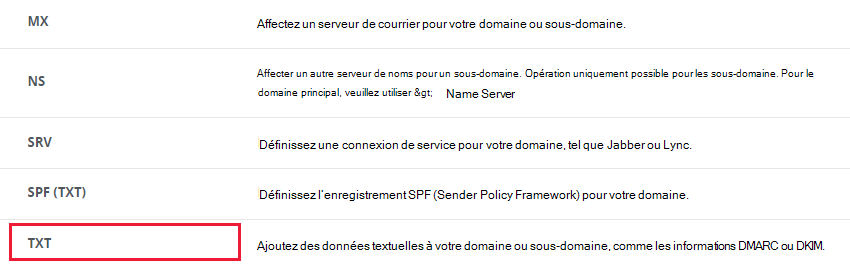 MX
Affectez un serveur de courrier pour votre domaine ou sous-domaine.
NS
Affecter un autre serveur de noms pour un sous-domaine. Opération uniquement possible pour les sous-domaine. Pour le
domaine principal, veuillez utiliser &gt; Name Server
SRV
Définissez une connexion de service pour votre domaine, tel que Jabber ou Lync.
SPF (TXT)
Définissez l'enregistrement SPF (Sender Policy Framework) pour votre domaine.
TXT
Ajoutez des données textuelles à votre domaine ou sous-domaine, comme les informations DMARC ou DKIM.